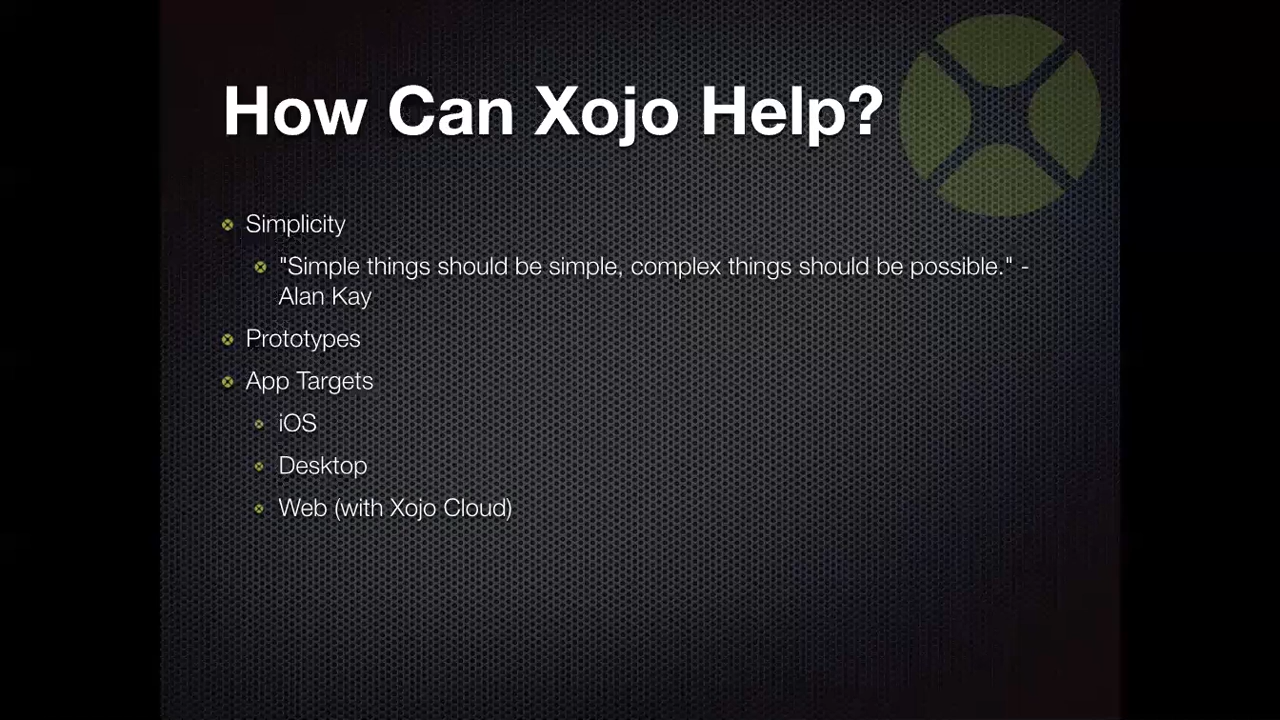 How Can Xojo Help?
Simplicity
"Simple things should be simple, complex things should be possible." -
Alan Kay
Prototypes
App Targets
iOS
Desktop
Web (with Xojo Cloud)